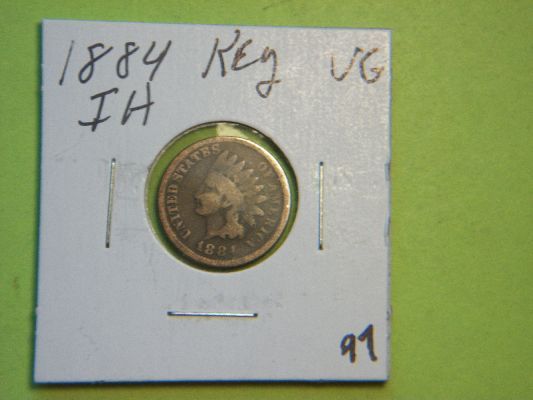 1884 Key VG
IH
UNITED STATES OF AMERICA
1884
97